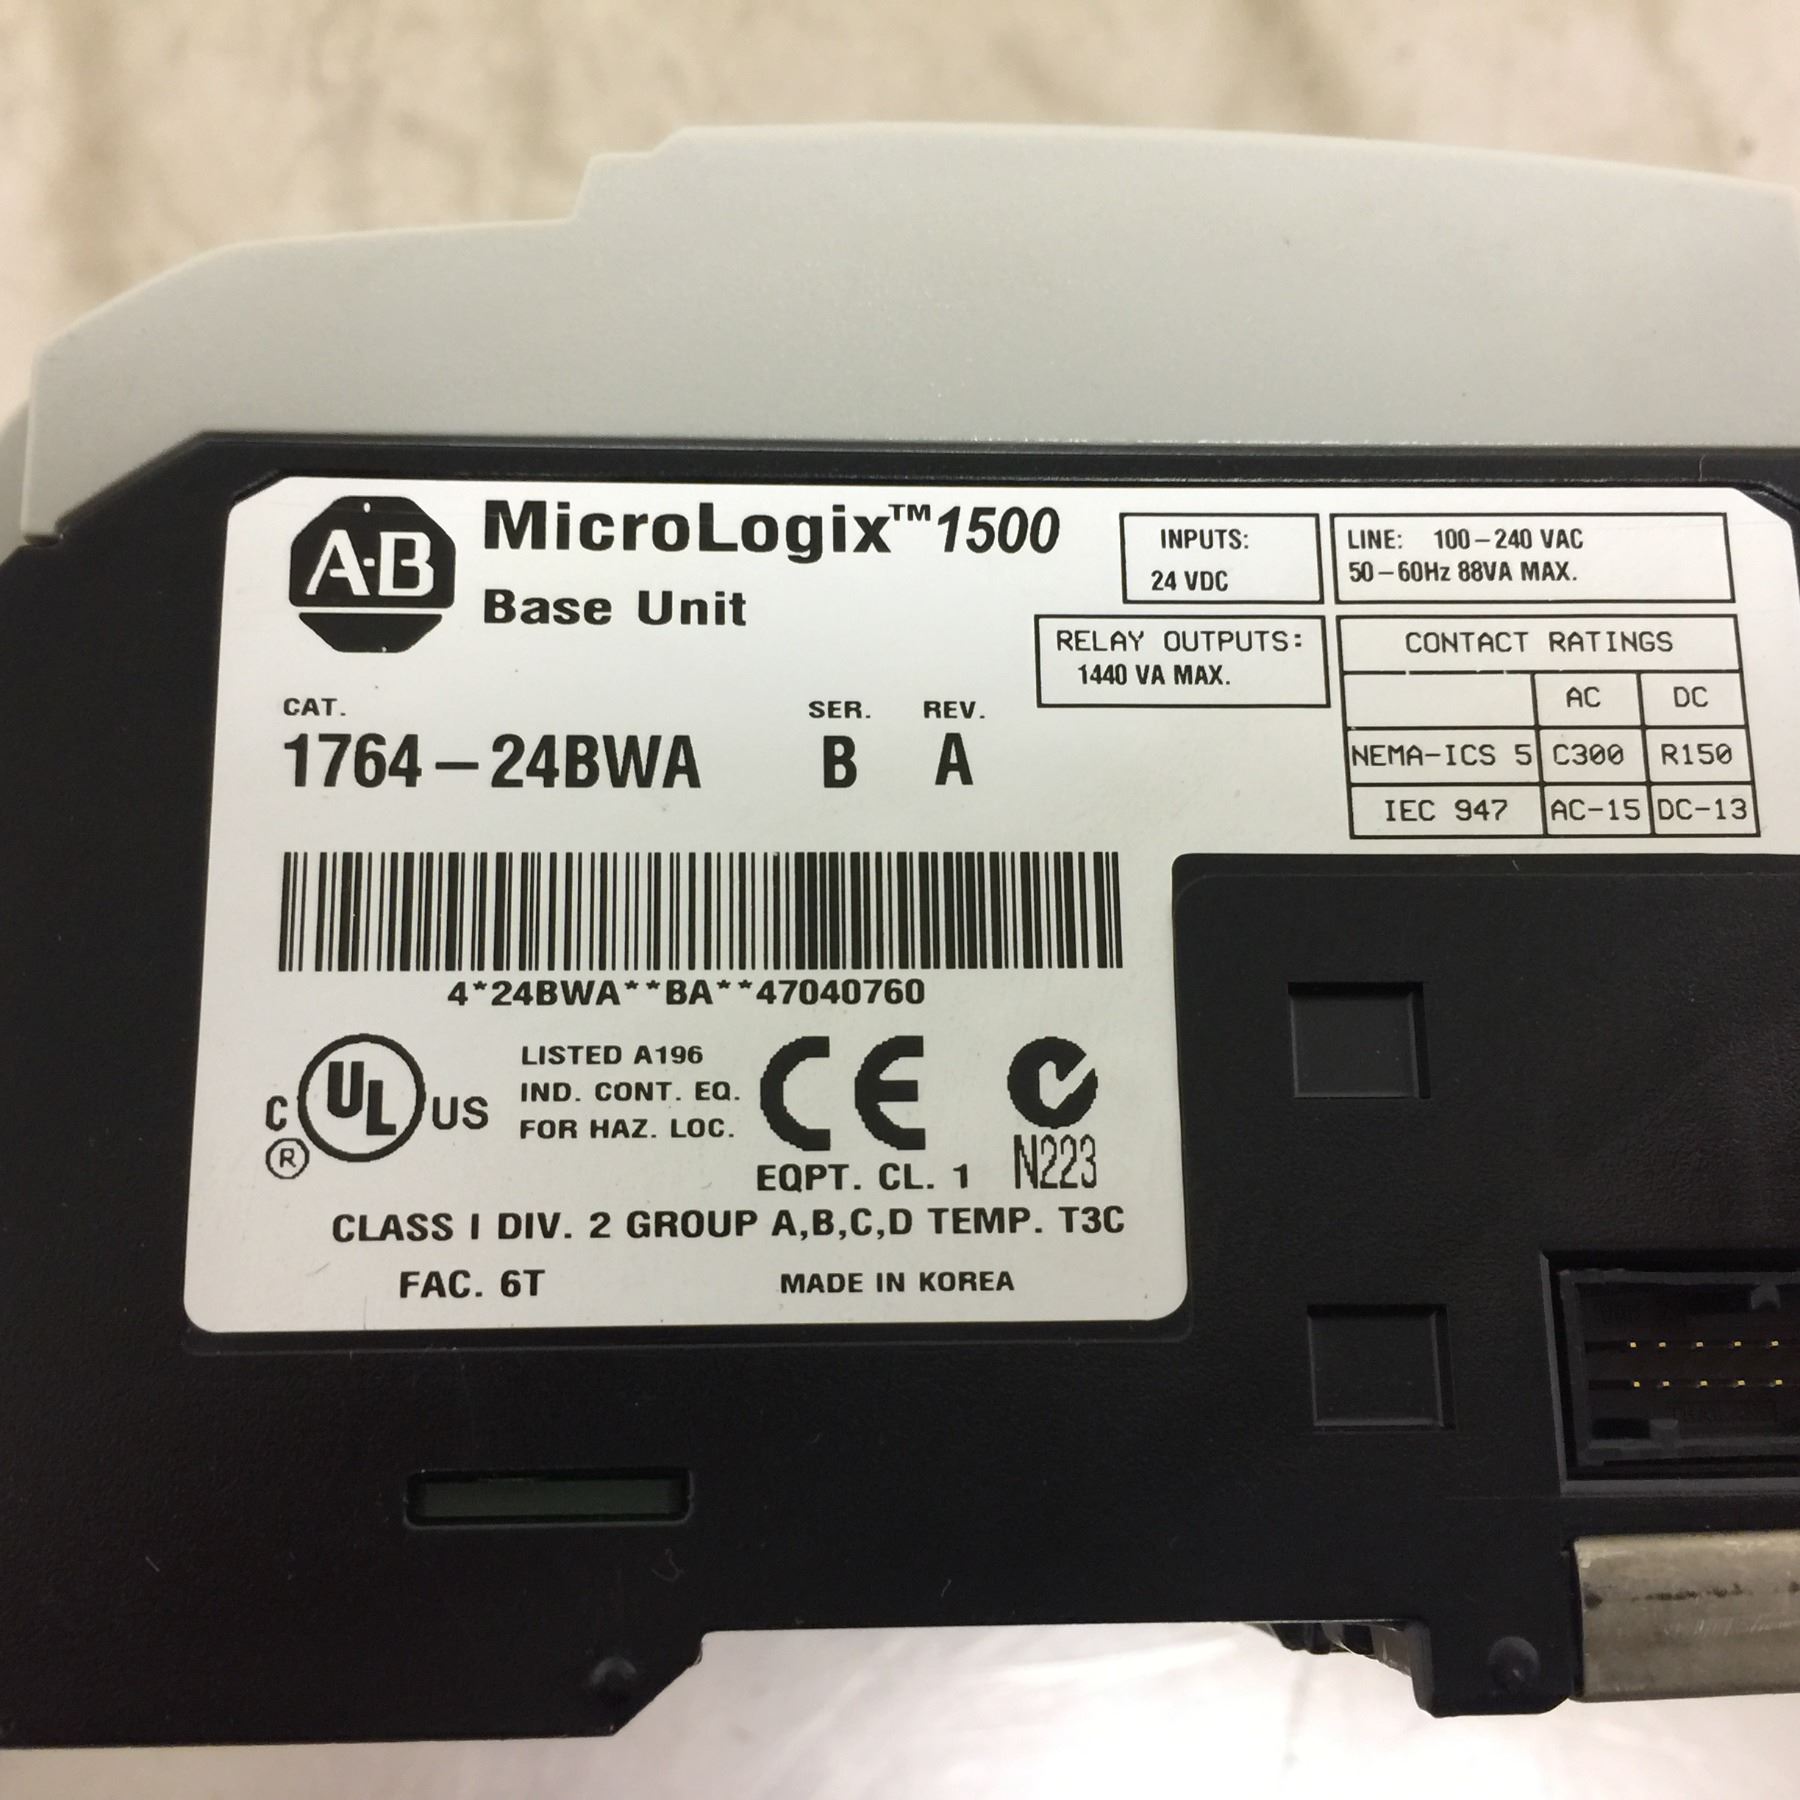 A·B
MicroLogix™1500
Base Unit
INPUTS:
24 VDC
LINE: 100-240 VAC
50-60Hz 88VA MAX.
RELAY OUTPUTS:
1440 VA MAX.
CONTACT RATINGS
AC DC
NEMA-ICS 5 C300 R150
IEC 947 AC-15 DC-13
CAT. SER. REV.
1764-24BWA B A
4*24BWA**BA**47040760
C UL US
®
LISTED A196
IND. CONT. EQ.
FOR HAZ. LOC.
CE
EQPT. CL. 1
N223
CLASS I DIV. 2 GROUP A,B,C,D TEMP. T3C
FAC. 6T MADE IN KOREA